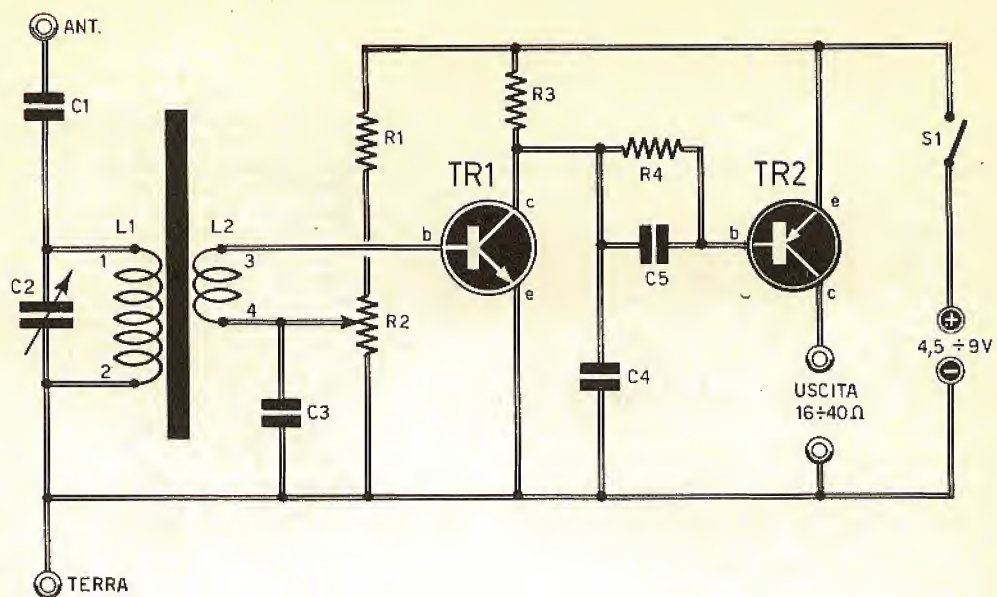 ANT.
C1
C2
L1
L2
1
2
3
4
R1
R2
C3
R3
TR1
b
c
e
R4
C5
C4
TR2
b
e
c
USCITA
16÷40Ω
S1
+
4,5 ÷ 9V
−
TERRA